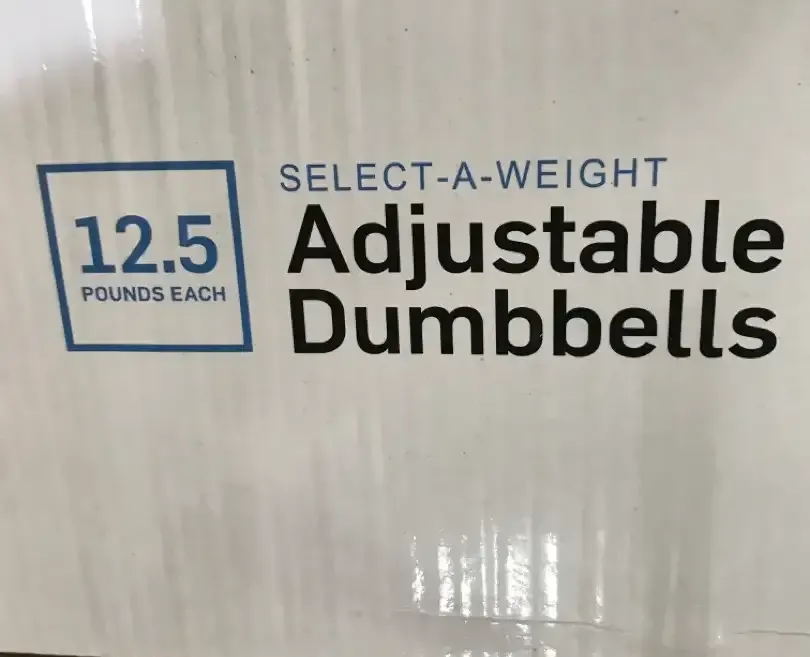 12.5
POUNDS EACH
SELECT-A-WEIGHT
Adjustable
Dumbbells